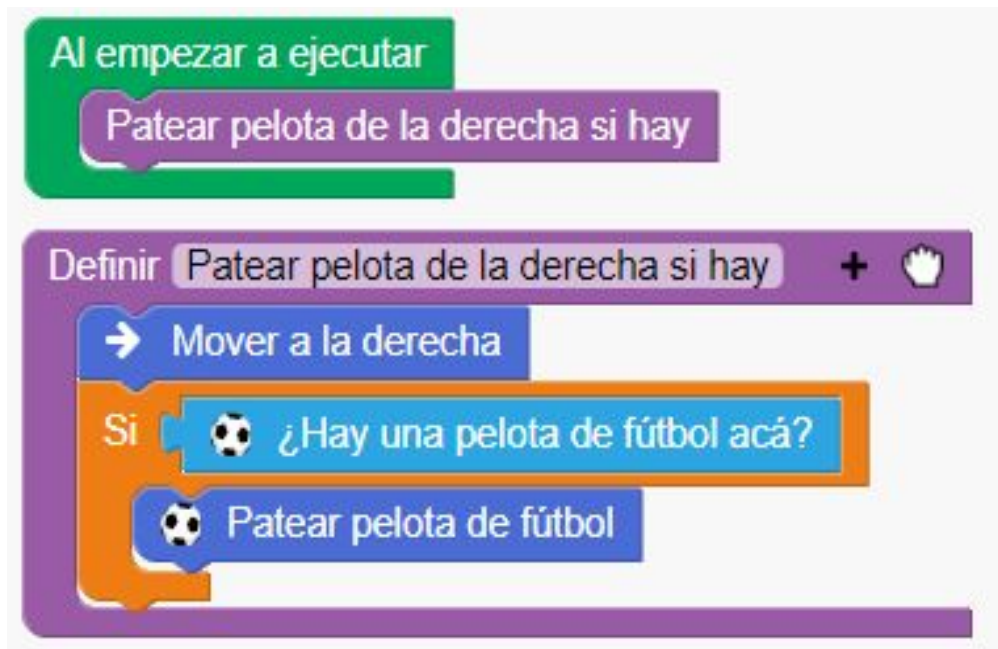 Al empezar a ejecutar
Patear pelota de la derecha si hay
Definir Patear pelota de la derecha si hay +
Mover a la derecha
Si ¿Hay una pelota de fútbol acá?
Patear pelota de fútbol